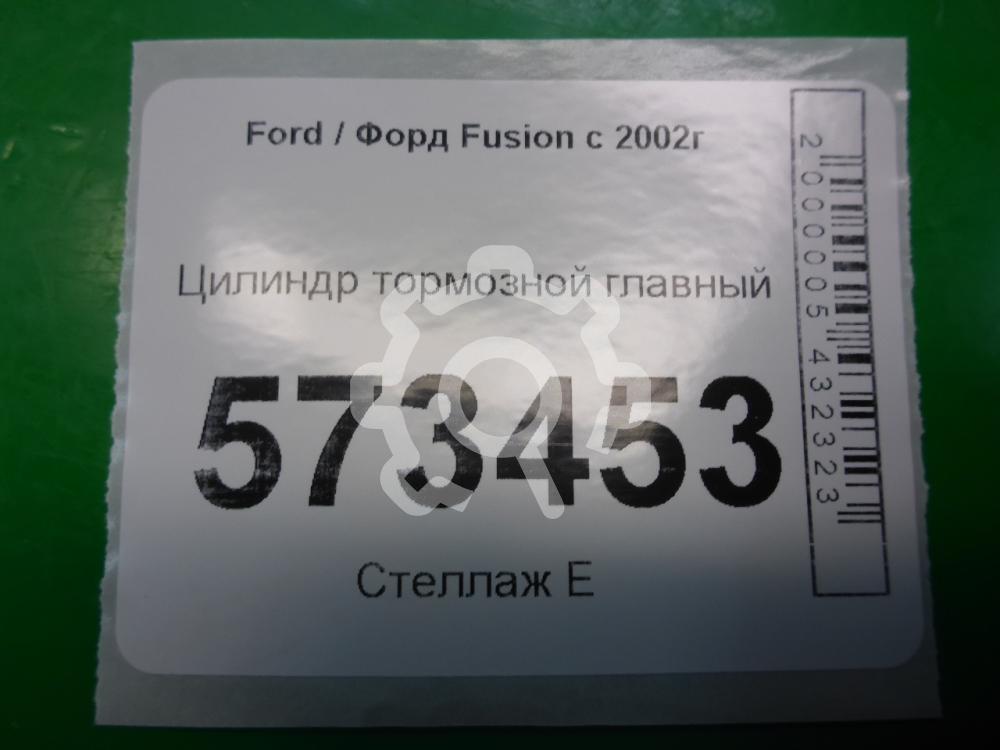 Ford / Форд Fusion с 2002г
Цилиндр тормозной главный
573453
Стеллаж Е
2000005432323